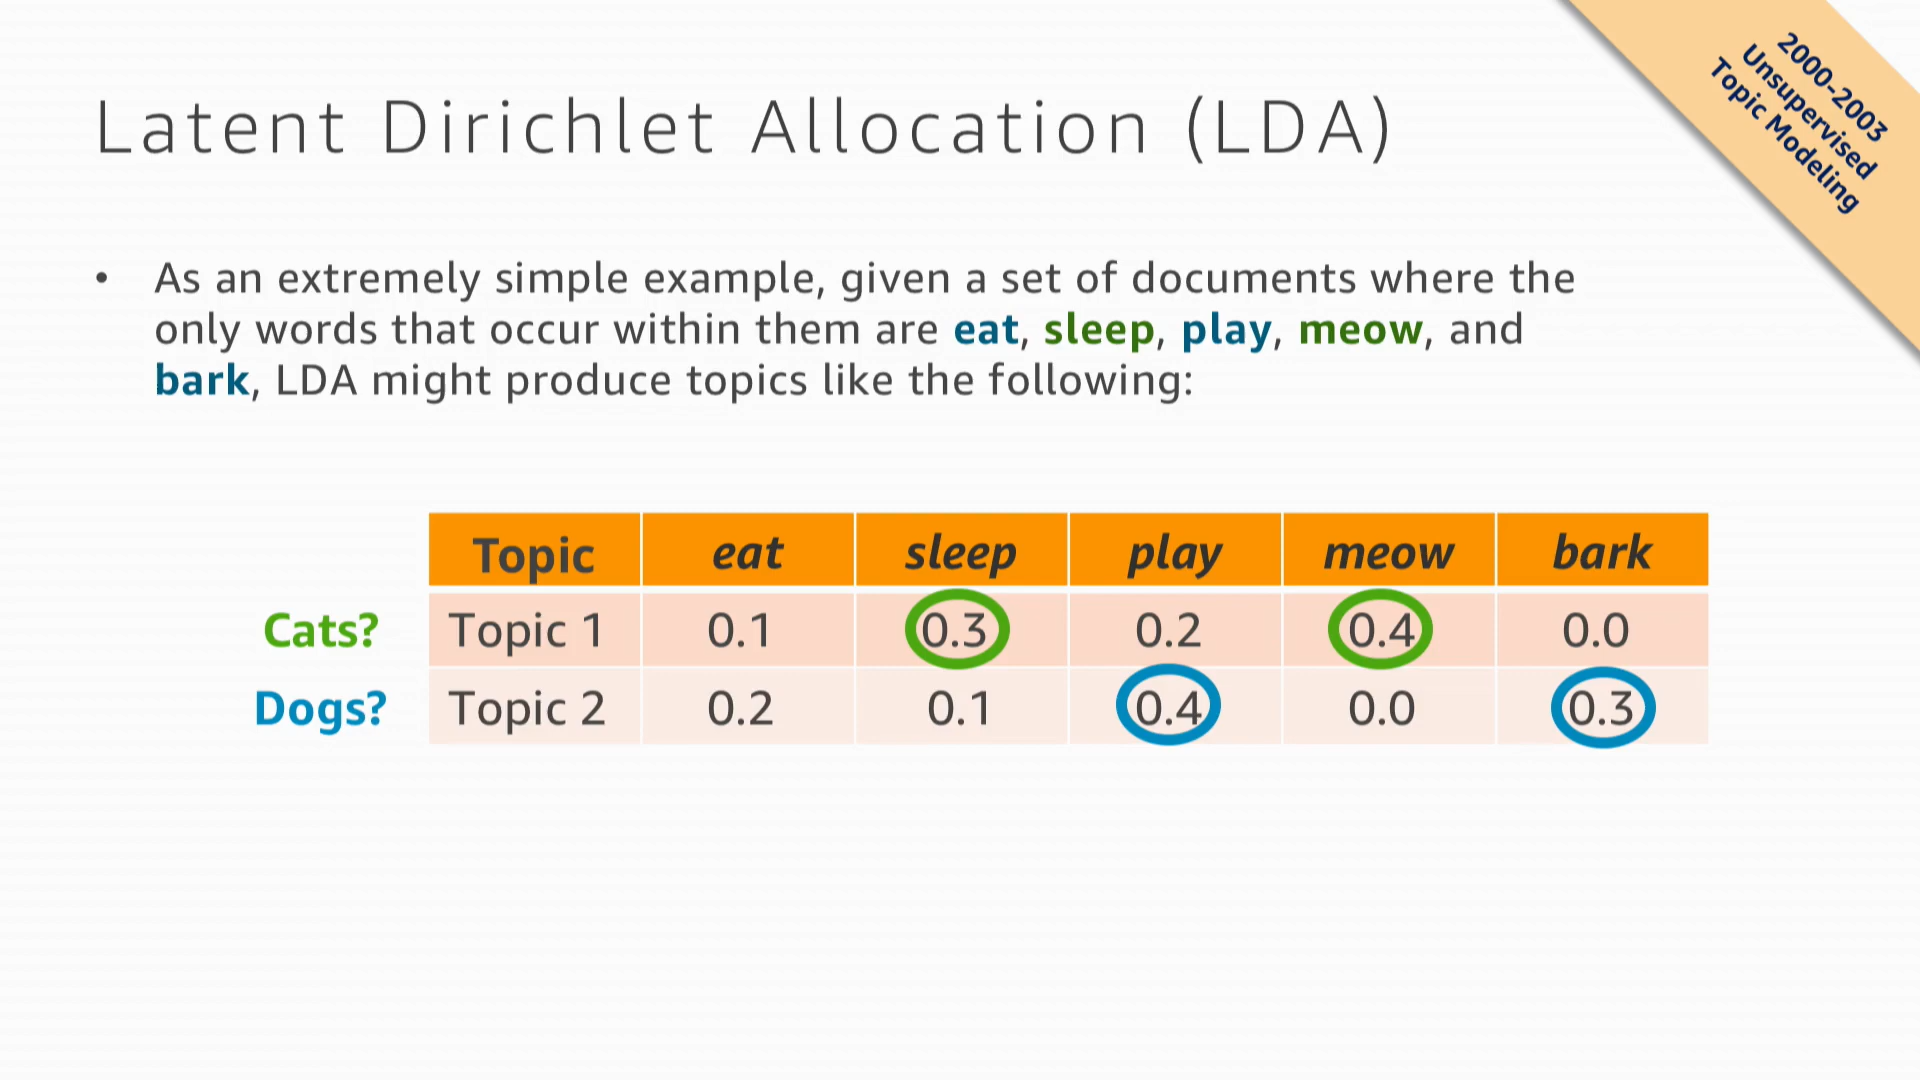 Latent Dirichlet Allocation (LDA)
2000-2003
Unsupervised
Topic Modeling
• As an extremely simple example, given a set of documents where the
only words that occur within them are eat, sleep, play, meow, and
bark, LDA might produce topics like the following:
Topic eat sleep play meow bark
Cats? Topic 1 0.1 0.3 0.2 0.4 0.0
Dogs? Topic 2 0.2 0.1 0.4 0.0 0.3